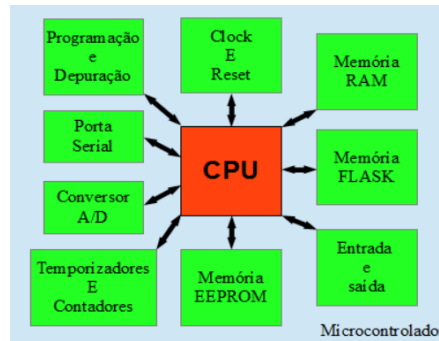 Programação
e
Depuração
Clock
E
Reset
Memória
RAM
Porta
Serial
CPU
Memória
FLASK
Conversor
A/D
Temporizadores
E
Contadores
Memória
EEPROM
Entrada
e
saída
Microcontrolado